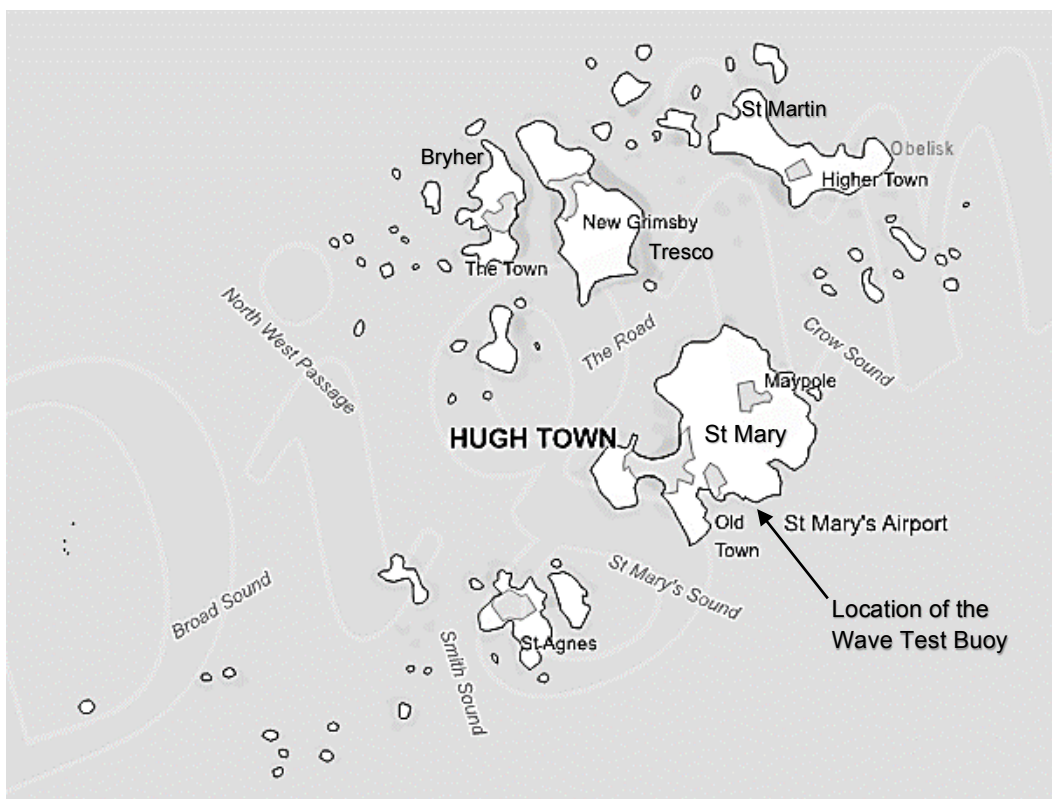 St Martin
Obelisk
Bryher
Higher Town
New Grimsby
Tresco
The Town
North West Passage
The Road
Crow Sound
Maypole
HUGH TOWN
St Mary
Old
Town
St Mary's Airport
St Mary's Sound
Broad Sound
Location of the
Wave Test Buoy
Smith Sound
St Agnes
Digim